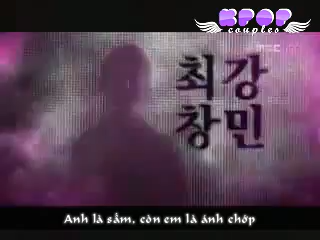 KPOP
couples
MBC
최강
창민
Anh là sấm, còn em là ánh chớp